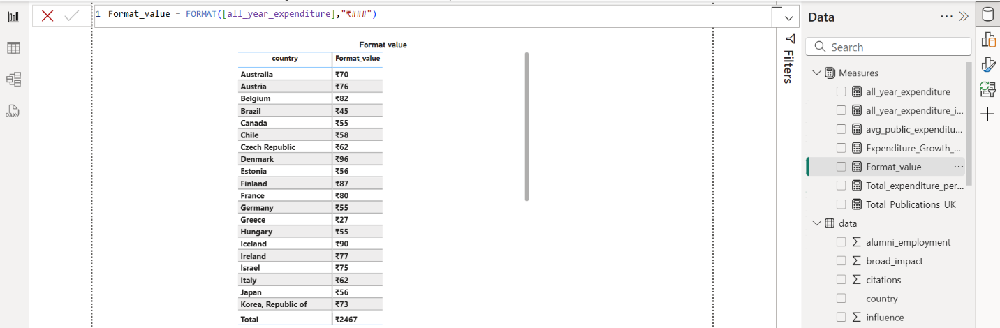 1 Format_value = FORMAT([all_year_expenditure],"₹###")
Format value
country Format_value
Australia ₹70
Austria ₹76
Belgium ₹82
Brazil ₹45
Canada ₹55
Chile ₹58
Czech Republic ₹62
Denmark ₹96
Estonia ₹56
Finland ₹87
France ₹80
Germany ₹55
Greece ₹27
Hungary ₹55
Iceland ₹90
Ireland ₹77
Israel ₹75
Italy ₹62
Japan ₹56
Korea, Republic of ₹73
Total ₹2467
Filters
Data
Search
Measures
all_year_expenditure
all_year_expenditure_i...
avg_public_expenditu...
Expenditure_Growth_...
Format_value
Total_expenditure_per...
Total_Publications_UK
data
Σ alumni_employment
Σ broad_impact
Σ citations
country
Σ influence
DAX